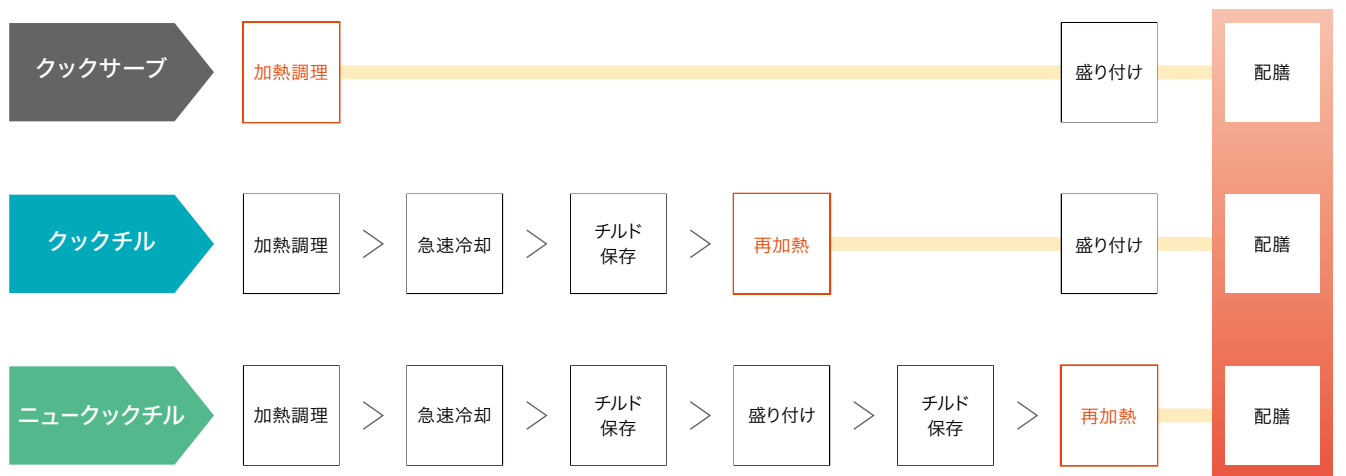 クックサーブ
加熱調理
盛り付け
配膳
クックチル
加熱調理
急速冷却
チルド
保存
再加熱
盛り付け
配膳
ニュークックチル
加熱調理
急速冷却
チルド
保存
盛り付け
チルド
保存
再加熱
配膳